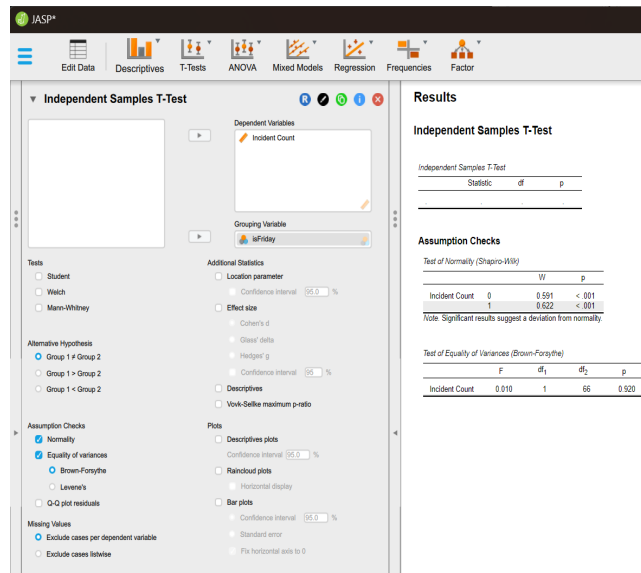 JASP*
Edit Data
Descriptives
T-Tests
ANOVA
Mixed Models
Regression
Frequencies
Factor
Independent Samples T-Test
R
i
Dependent Variables
Incident Count
Grouping Variable
isFriday
Tests
Student
Welch
Mann-Whitney
Alternative Hypothesis
Group 1 ≠ Group 2
Group 1 > Group 2
Group 1 < Group 2
Assumption Checks
Normality
Equality of variances
Brown-Forsythe
Levene's
Q-Q plot residuals
Missing Values
Exclude cases per dependent variable
Exclude cases listwise
Additional Statistics
Location parameter
Confidence interval 95.0 %
Effect size
Cohen's d
Glass' delta
Hedges' g
Confidence interval 95 %
Descriptives
Vovk-Sellke maximum p-ratio
Plots
Descriptives plots
Confidence interval 95.0 %
Raincloud plots
Horizontal display
Bar plots
Confidence interval 95.0 %
Standard error
Fix horizontal axis to 0
Results
Independent Samples T-Test
Independent Samples T-Test
Statistic df p
. . . .
Assumption Checks
Test of Normality (Shapiro-Wilk)
W p
Incident Count 0 0.591 < .001
1 0.622 < .001
Note. Significant results suggest a deviation from normality.
Test of Equality of Variances (Brown-Forsythe)
F df₁ df₂ p
Incident Count 0.010 1 66 0.920